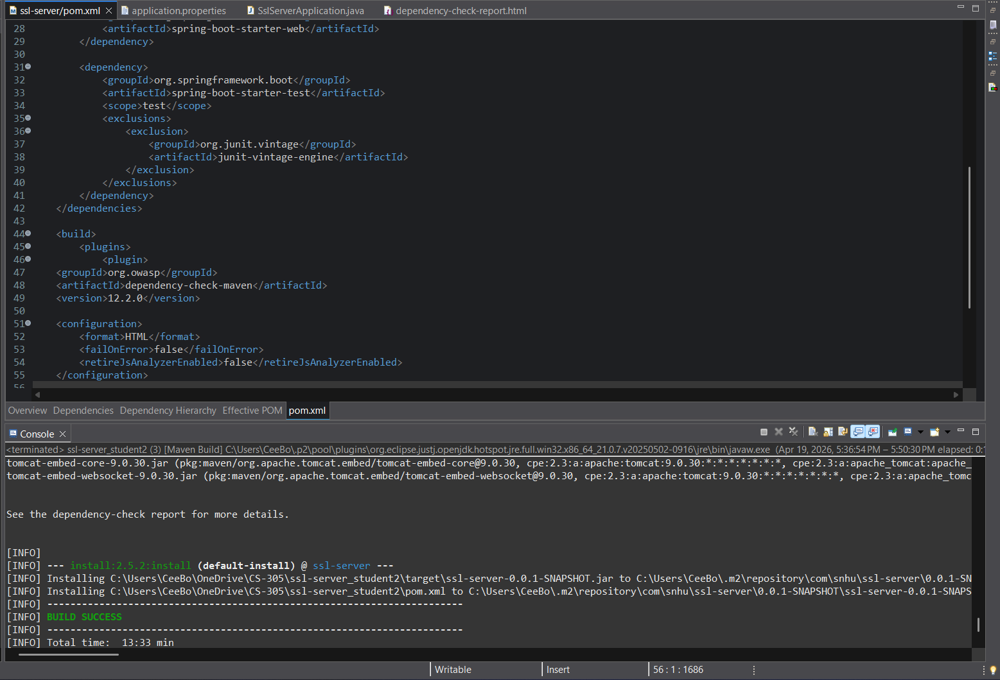 ssl-server/pom.xml application.properties SslServerApplication.java dependency-check-report.html
28 <artifactId>spring-boot-starter-web</artifactId>
29 </dependency>
30
31 <dependency>
32 <groupId>org.springframework.boot</groupId>
33 <artifactId>spring-boot-starter-test</artifactId>
34 <scope>test</scope>
35 <exclusions>
36 <exclusion>
37 <groupId>org.junit.vintage</groupId>
38 <artifactId>junit-vintage-engine</artifactId>
39 </exclusion>
40 </exclusions>
41 </dependency>
42 </dependencies>
43
44 <build>
45 <plugins>
46 <plugin>
47 <groupId>org.owasp</groupId>
48 <artifactId>dependency-check-maven</artifactId>
49 <version>12.2.0</version>
50
51 <configuration>
52 <format>HTML</format>
53 <failOnError>false</failOnError>
54 <retireJsAnalyzerEnabled>false</retireJsAnalyzerEnabled>
55 </configuration>
56
Overview Dependencies Dependency Hierarchy Effective POM pom.xml
Console
<terminated> ssl-server_student2 (3) [Maven Build] C:\Users\CeeBo\.p2\pool\plugins\org.eclipse.justj.openjdk.hotspot.jre.full.win32.x86_64_21.0.7.v20250502-0916\jre\bin\javaw.exe (Apr 19, 2026, 5:36:54 PM – 5:50:30 PM elapsed: 0:1
tomcat-embed-core-9.0.30.jar (pkg:maven/org.apache.tomcat.embed/tomcat-embed-core@9.0.30, cpe:2.3:a:apache:tomcat:9.0.30:*:*:*:*:*:*:*, cpe:2.3:a:apache_tomcat:apache_
tomcat-embed-websocket-9.0.30.jar (pkg:maven/org.apache.tomcat.embed/tomcat-embed-websocket@9.0.30, cpe:2.3:a:apache:tomcat:9.0.30:*:*:*:*:*:*:*, cpe:2.3:a:apache_tomc
See the dependency-check report for more details.
[INFO]
[INFO] --- install:2.5.2:install (default-install) @ ssl-server ---
[INFO] Installing C:\Users\CeeBo\OneDrive\CS-305\ssl-server_student2\target\ssl-server-0.0.1-SNAPSHOT.jar to C:\Users\CeeBo\.m2\repository\com\snhu\ssl-server\0.0.1-SN
[INFO] Installing C:\Users\CeeBo\OneDrive\CS-305\ssl-server_student2\pom.xml to C:\Users\CeeBo\.m2\repository\com\snhu\ssl-server\0.0.1-SNAPSHOT\ssl-server-0.0.1-SNAPS
[INFO] ------------------------------------------------------------------------
[INFO] BUILD SUCCESS
[INFO] ------------------------------------------------------------------------
[INFO] Total time:  13:33 min
Writable Insert 56 : 1 : 1686